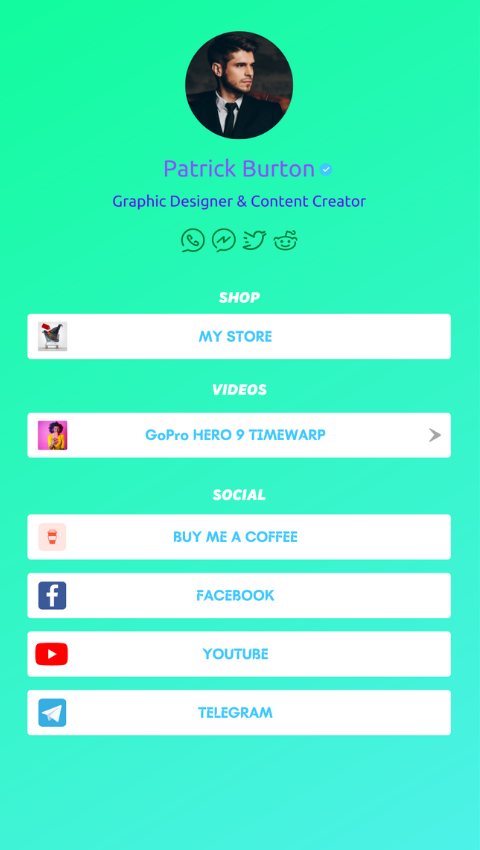 Patrick Burton
Graphic Designer & Content Creator
SHOP
MY STORE
VIDEOS
GoPro HERO 9 TIMEWARP
SOCIAL
BUY ME A COFFEE
FACEBOOK
YOUTUBE
TELEGRAM